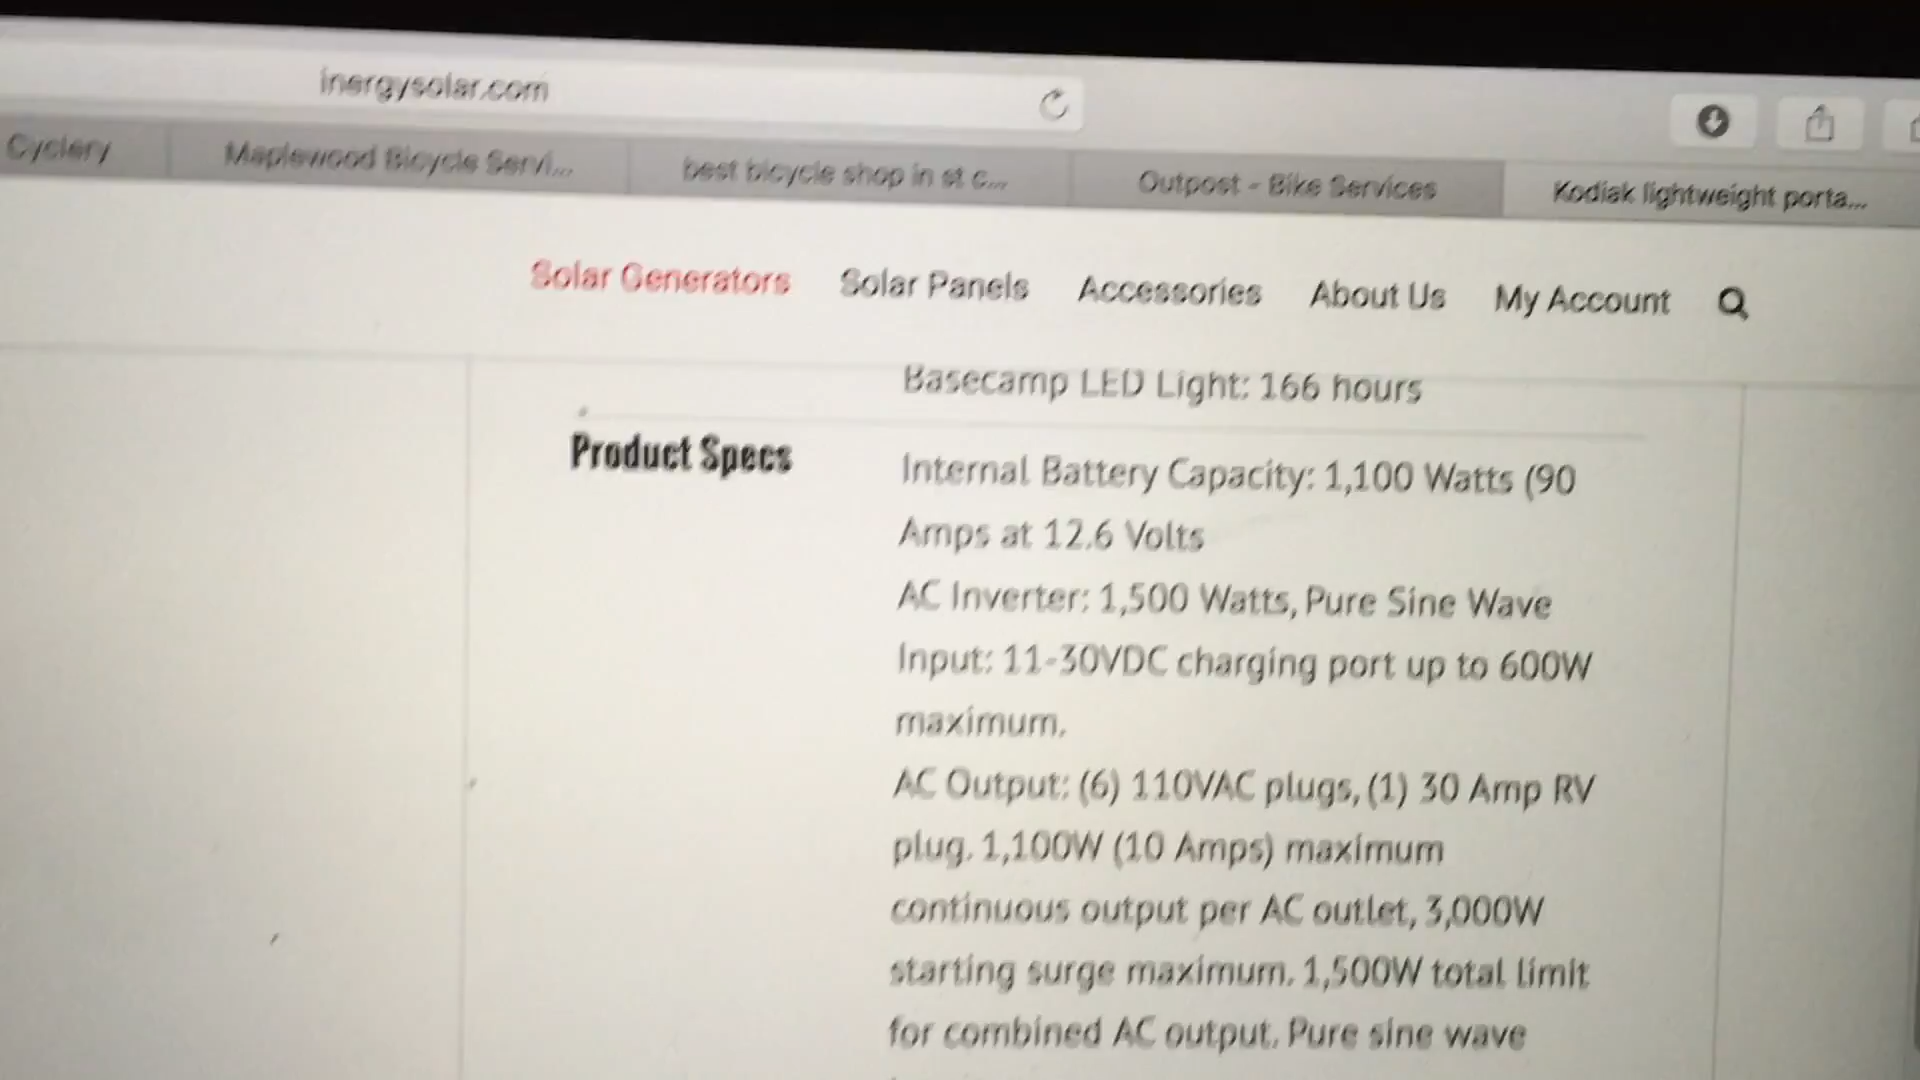 inergysolar.com
Cyclery
Maplewood Bicycle Servi...
best bicycle shop in st c...
Outpost - Bike Services
Kodiak lightweight porta...
Solar Generators
Solar Panels
Accessories
About Us
My Account
Basecamp LED Light: 166 hours
Product Specs
Internal Battery Capacity: 1,100 Watts (90
Amps at 12.6 Volts
AC Inverter: 1,500 Watts, Pure Sine Wave
Input: 11-30VDC charging port up to 600W
maximum.
AC Output: (6) 110VAC plugs, (1) 30 Amp RV
plug. 1,100W (10 Amps) maximum
continuous output per AC outlet, 3,000W
starting surge maximum. 1,500W total limit
for combined AC output. Pure sine wave